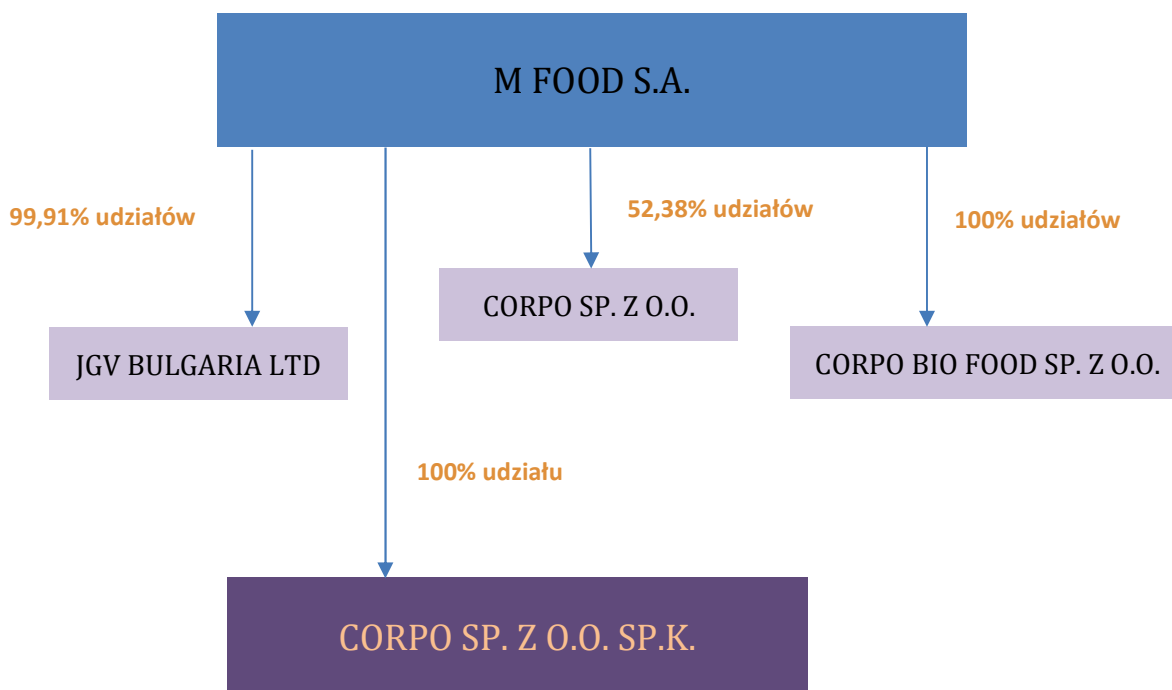 M FOOD S.A.
99,91% udziałów
52,38% udziałów
100% udziałów
CORPO SP. Z O.O.
JGV BULGARIA LTD
CORPO BIO FOOD SP. Z O.O.
100% udziału
CORPO SP. Z O.O. SP.K.